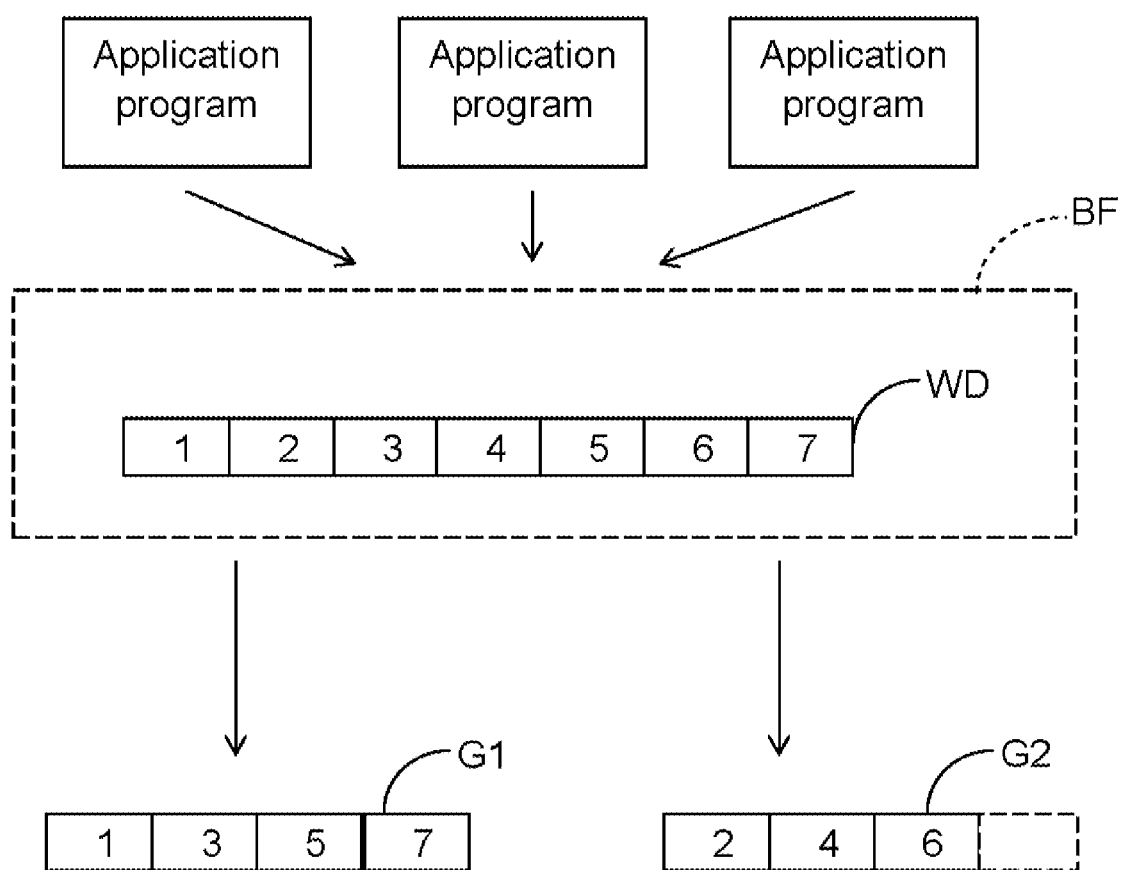 Application
program
Application
program
Application
program
BF
WD
1 2 3 4 5 6 7
G1
G2
1 3 5 7
2 4 6